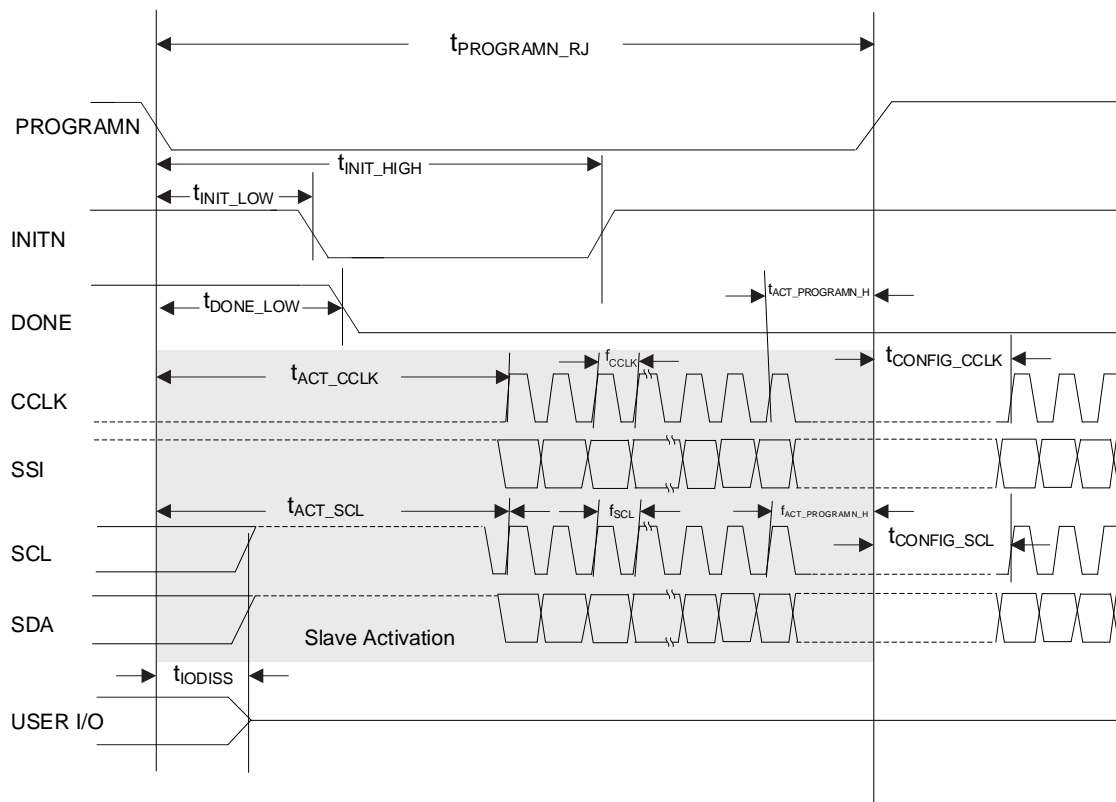 tPROGRAMN_RJ
PROGRAMN
tINIT_HIGH
tINIT_LOW
INITN
tDONE_LOW
tACT_PROGRAMN_H
DONE
fCCLK
tCONFIG_CCLK
tACT_CCLK
CCLK
SSI
tACT_SCL
fSCL
fACT_PROGRAMN_H
tCONFIG_SCL
SCL
SDA
Slave Activation
tIODISS
USER I/O